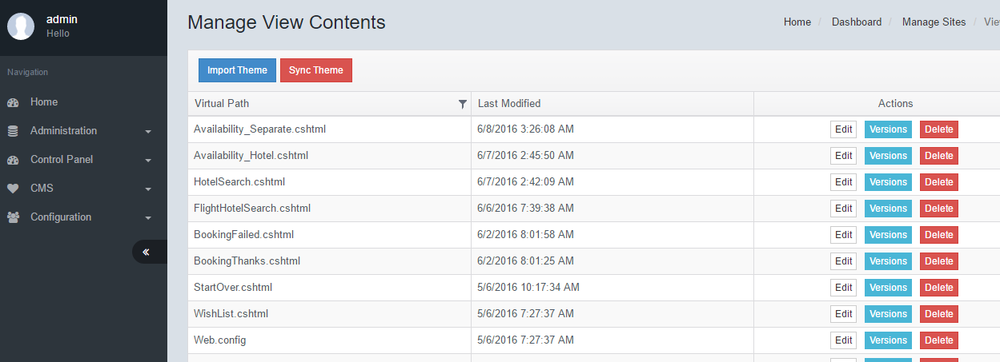 admin
Hello
Navigation
Home
Administration
Control Panel
CMS
Configuration
Manage View Contents
Home / Dashboard / Manage Sites / Vie
Import Theme Sync Theme
Virtual Path Last Modified Actions
Availability_Separate.cshtml 6/8/2016 3:26:08 AM Edit Versions Delete
Availability_Hotel.cshtml 6/7/2016 2:45:50 AM Edit Versions Delete
HotelSearch.cshtml 6/7/2016 2:42:09 AM Edit Versions Delete
FlightHotelSearch.cshtml 6/6/2016 7:39:38 AM Edit Versions Delete
BookingFailed.cshtml 6/2/2016 8:01:58 AM Edit Versions Delete
BookingThanks.cshtml 6/2/2016 8:01:25 AM Edit Versions Delete
StartOver.cshtml 5/6/2016 10:17:34 AM Edit Versions Delete
WishList.cshtml 5/6/2016 7:27:37 AM Edit Versions Delete
Web.config 5/6/2016 7:27:37 AM Edit Versions Delete